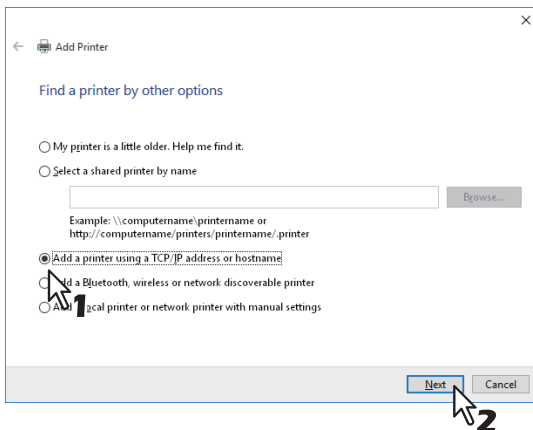 Add Printer
Find a printer by other options
My printer is a little older. Help me find it.
Select a shared printer by name
Browse...
Example: \\computername\printername or
http://computername/printers/printername/.printer
Add a printer using a TCP/IP address or hostname
a Bluetooth, wireless or network discoverable printer
1
printer or network printer with manual settings
Next
Cancel
2